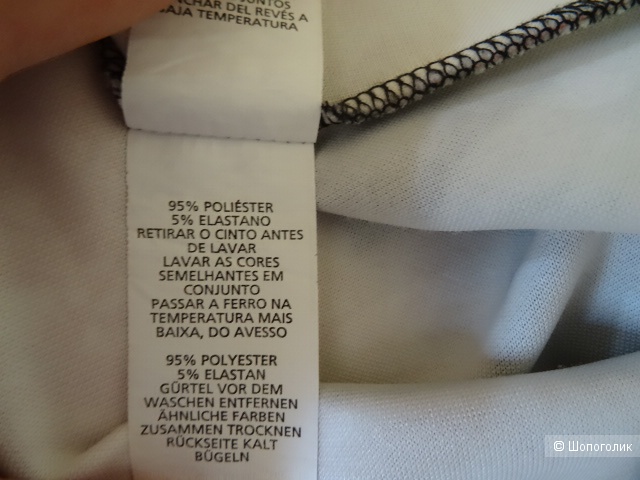 JUNTOS
PLANCHAR DEL REVÉS A
BAJA TEMPERATURA
95% POLIÉSTER
5% ELASTANO
RETIRAR O CINTO ANTES
DE LAVAR
LAVAR AS CORES
SEMELHANTES EM
CONJUNTO
PASSAR A FERRO NA
TEMPERATURA MAIS
BAIXA, DO AVESSO
95% POLYESTER
5% ELASTAN
GÜRTEL VOR DEM
WASCHEN ENTFERNEN
ÄHNLICHE FARBEN
ZUSAMMEN TROCKNEN
RÜCKSEITE KALT
BÜGELN
© Шопоголик